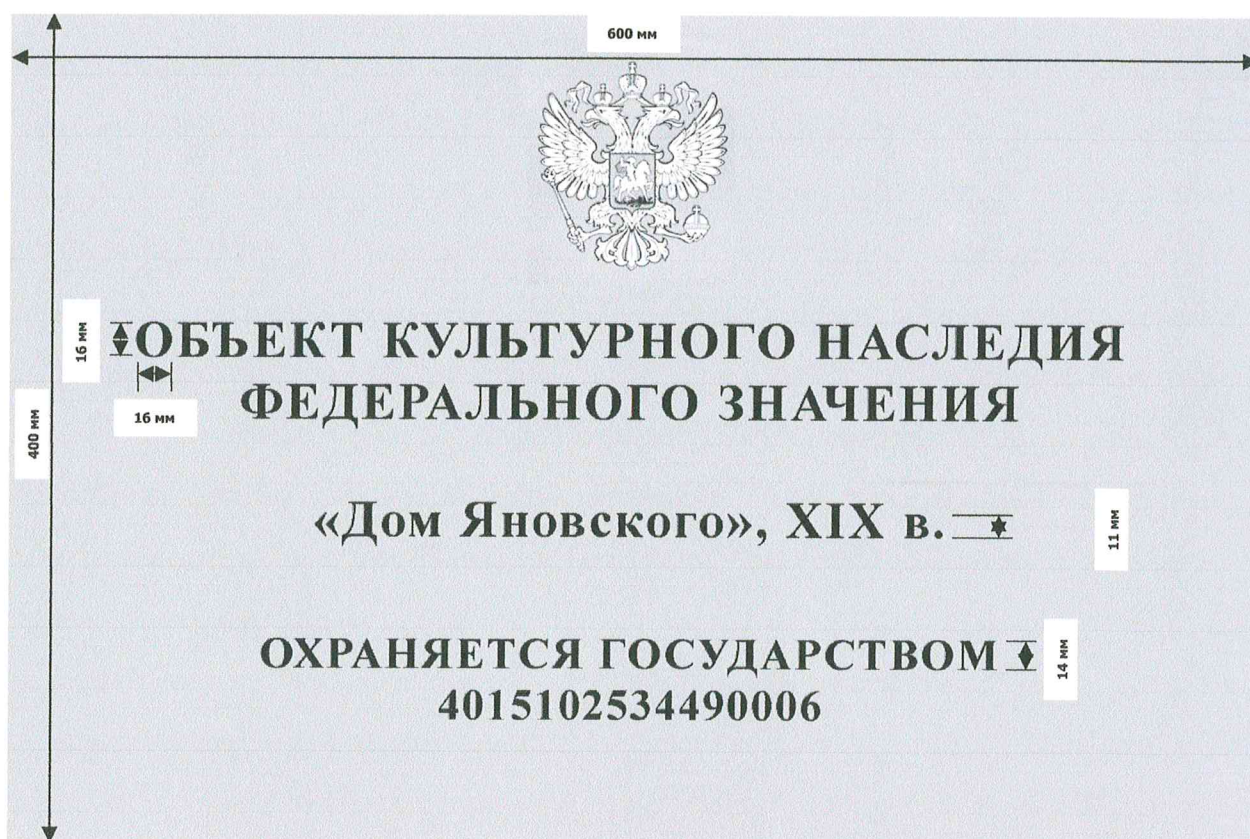 600 мм
16 мм
ОБЪЕКТ КУЛЬТУРНОГО НАСЛЕДИЯ
16 мм
ФЕДЕРАЛЬНОГО ЗНАЧЕНИЯ
400 мм
«Дом Яновского», XIX в.
11 мм
ОХРАНЯЕТСЯ ГОСУДАРСТВОМ
14 мм
4015102534490006